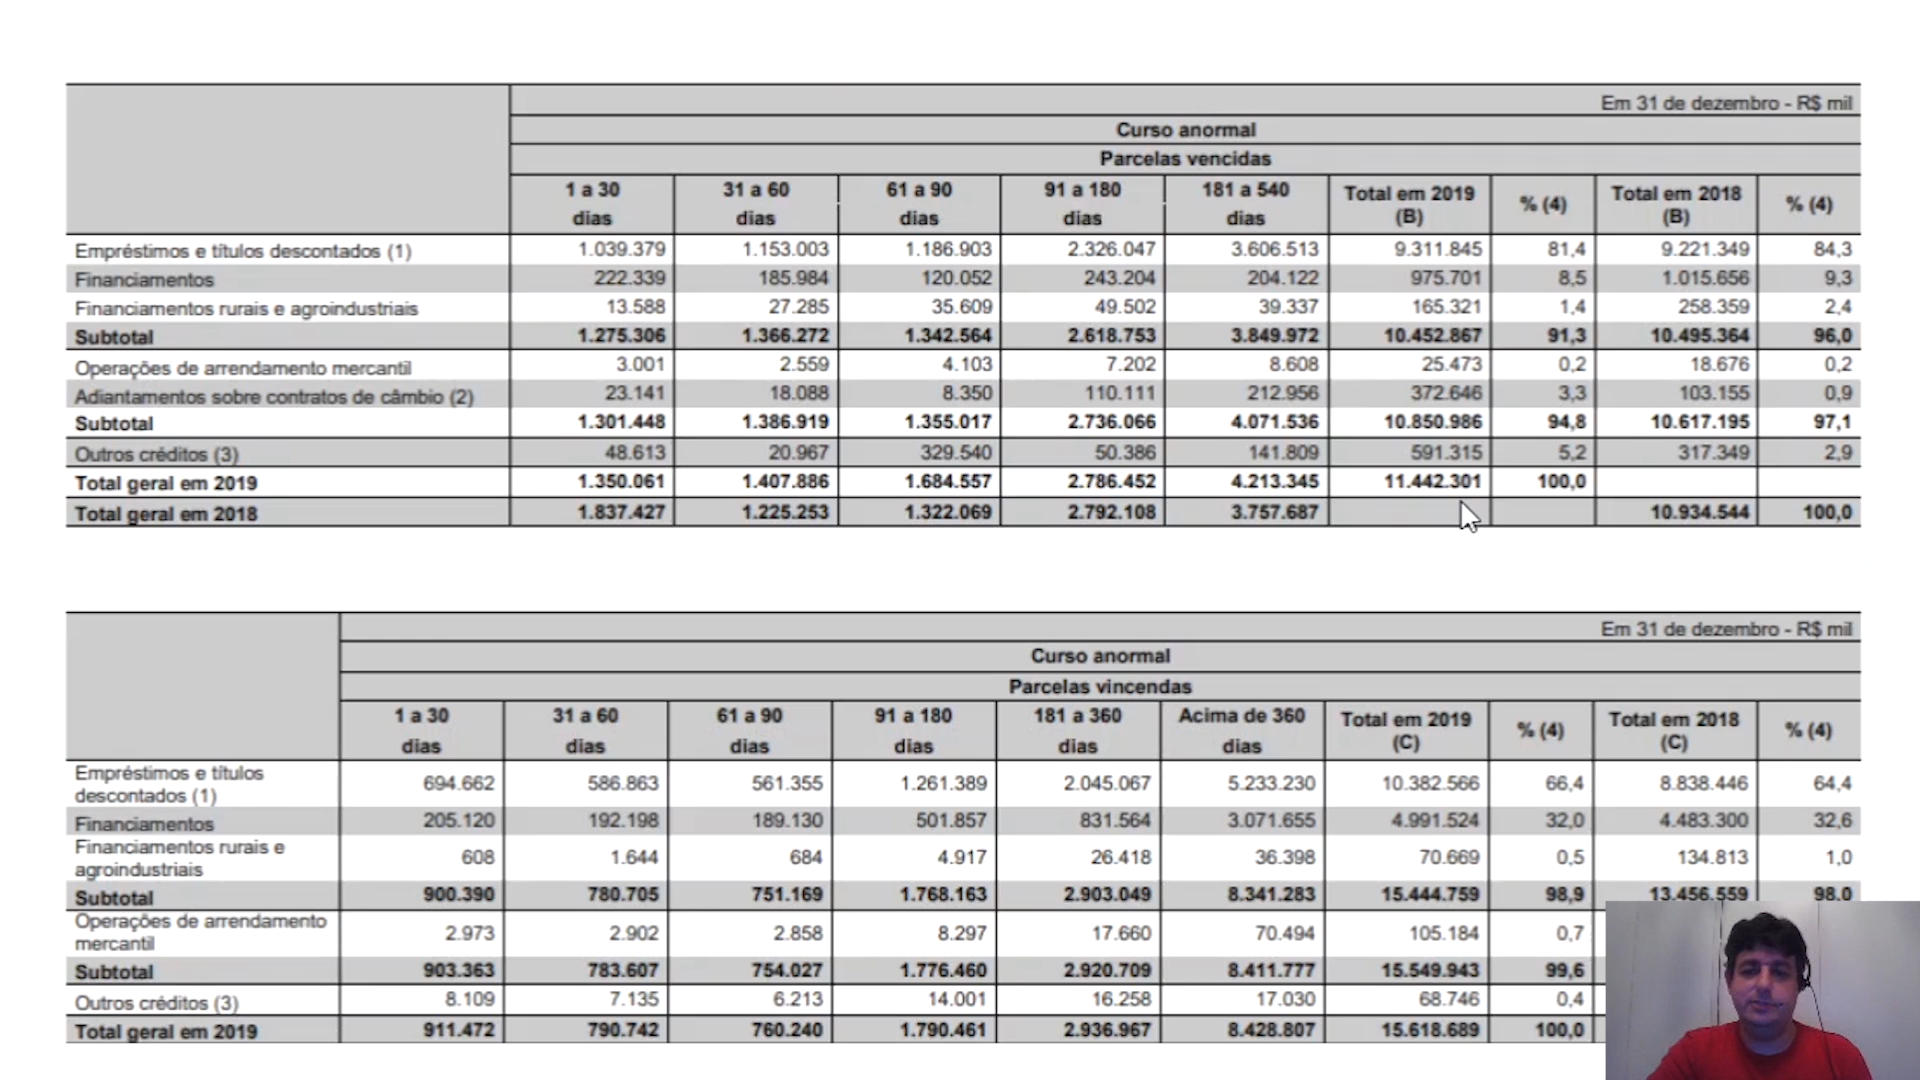 Em 31 de dezembro - R$ mil
Curso anormal
Parcelas vencidas
1 a 30 dias 31 a 60 dias 61 a 90 dias 91 a 180 dias 181 a 540 dias Total em 2019 (B) % (4) Total em 2018 (B) % (4)
Empréstimos e títulos descontados (1) 1.039.379 1.153.003 1.186.903 2.326.047 3.606.513 9.311.845 81,4 9.221.349 84,3
Financiamentos 222.339 185.984 120.052 243.204 204.122 975.701 8,5 1.015.656 9,3
Financiamentos rurais e agroindustriais 13.588 27.285 35.609 49.502 39.337 165.321 1,4 258.359 2,4
Subtotal 1.275.306 1.366.272 1.342.564 2.618.753 3.849.972 10.452.867 91,3 10.495.364 96,0
Operações de arrendamento mercantil 3.001 2.559 4.103 7.202 8.608 25.473 0,2 18.676 0,2
Adiantamentos sobre contratos de câmbio (2) 23.141 18.088 8.350 110.111 212.956 372.646 3,3 103.155 0,9
Subtotal 1.301.448 1.386.919 1.355.017 2.736.066 4.071.536 10.850.986 94,8 10.617.195 97,1
Outros créditos (3) 48.613 20.967 329.540 50.386 141.809 591.315 5,2 317.349 2,9
Total geral em 2019 1.350.061 1.407.886 1.684.557 2.786.452 4.213.345 11.442.301 100,0
Total geral em 2018 1.837.427 1.225.253 1.322.069 2.792.108 3.757.687 10.934.544 100,0
Em 31 de dezembro - R$ mil
Curso anormal
Parcelas vincendas
1 a 30 dias 31 a 60 dias 61 a 90 dias 91 a 180 dias 181 a 360 dias Acima de 360 dias Total em 2019 (C) % (4) Total em 2018 (C) % (4)
Empréstimos e títulos descontados (1) 694.662 586.863 561.355 1.261.389 2.045.067 5.233.230 10.382.566 66,4 8.838.446 64,4
Financiamentos 205.120 192.198 189.130 501.857 831.564 3.071.655 4.991.524 32,0 4.483.300 32,6
Financiamentos rurais e agroindustriais 608 1.644 684 4.917 26.418 36.398 70.669 0,5 134.813 1,0
Subtotal 900.390 780.705 751.169 1.768.163 2.903.049 8.341.283 15.444.759 98,9 13.456.559 98,0
Operações de arrendamento mercantil 2.973 2.902 2.858 8.297 17.660 70.494 105.184 0,7
Subtotal 903.363 783.607 754.027 1.776.460 2.920.709 8.411.777 15.549.943 99,6
Outros créditos (3) 8.109 7.135 6.213 14.001 16.258 17.030 68.746 0,4
Total geral em 2019 911.472 790.742 760.240 1.790.461 2.936.967 8.428.807 15.618.689 100,0